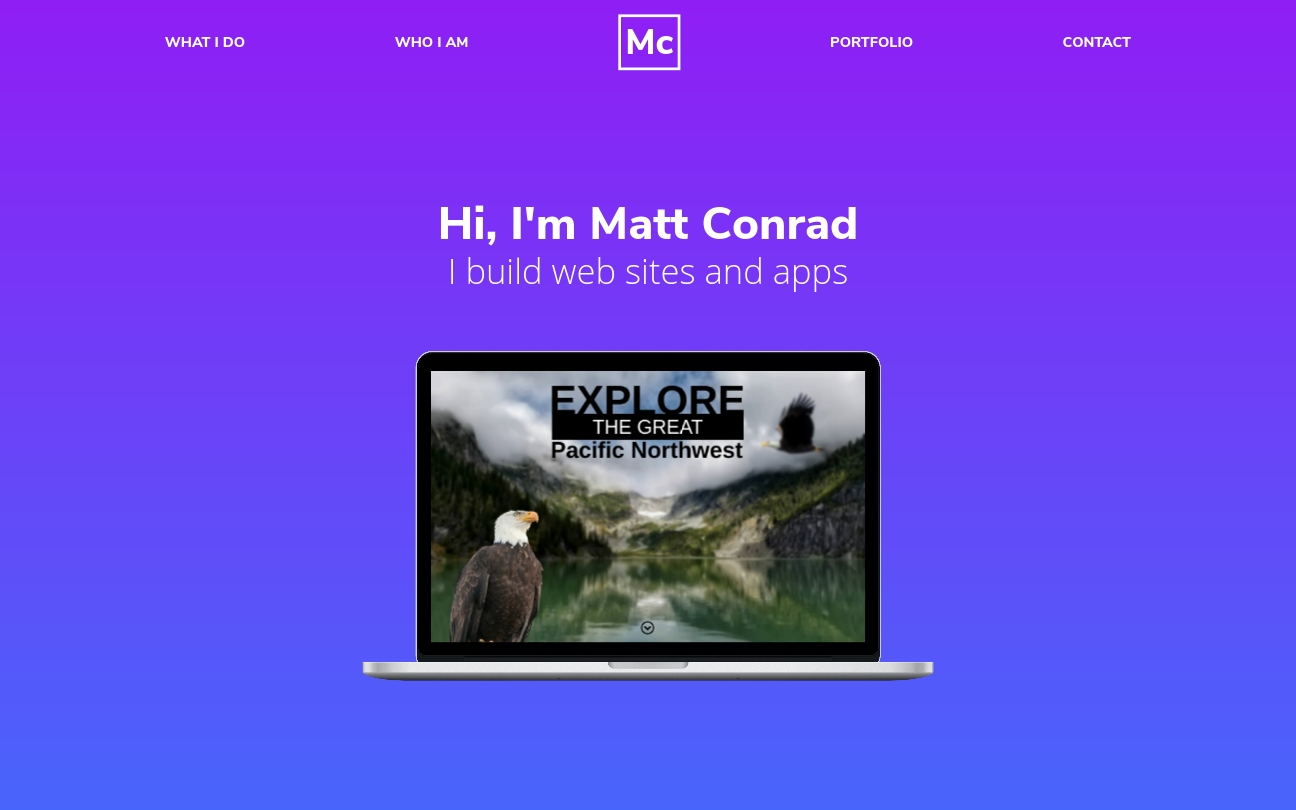 WHAT I DO
WHO I AM
Mc
PORTFOLIO
CONTACT
Hi, I'm Matt Conrad
I build web sites and apps
EXPLORE
THE GREAT
Pacific Northwest